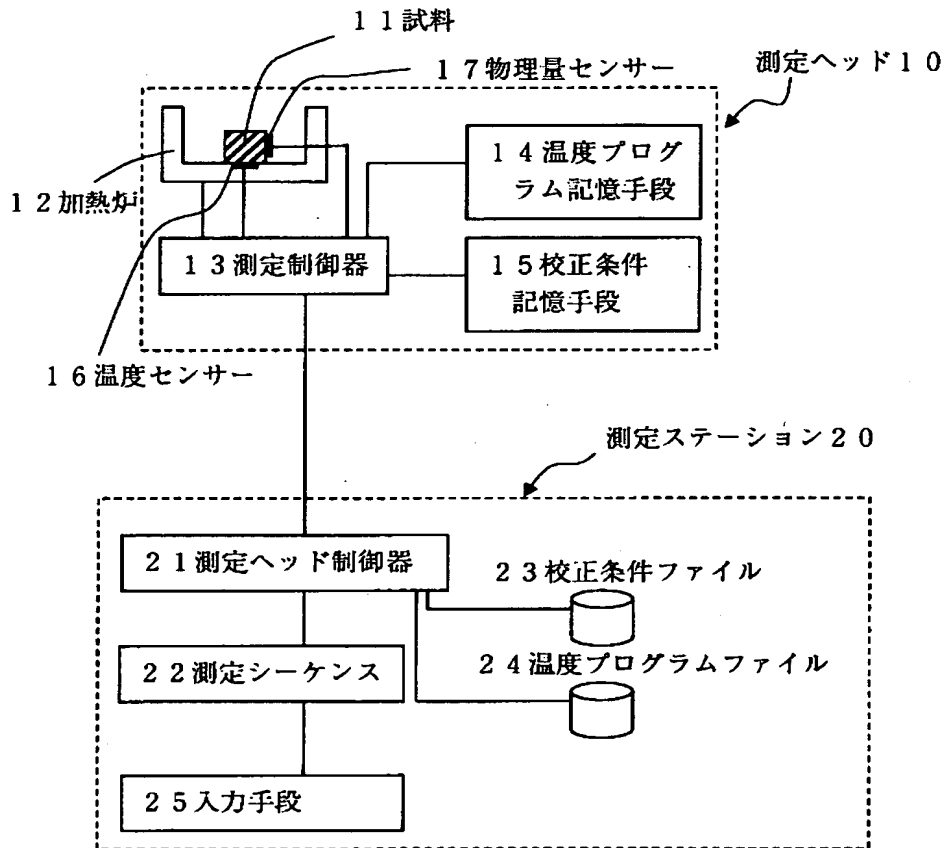 １１試料
１７物理量センサー
測定ヘッド１０
１２加熱炉
１４温度プログ
ラム記憶手段
１３測定制御器
１５校正条件
記憶手段
１６温度センサー
測定ステーション２０
２１測定ヘッド制御器
２３校正条件ファイル
２２測定シーケンス
２４温度プログラムファイル
２５入力手段